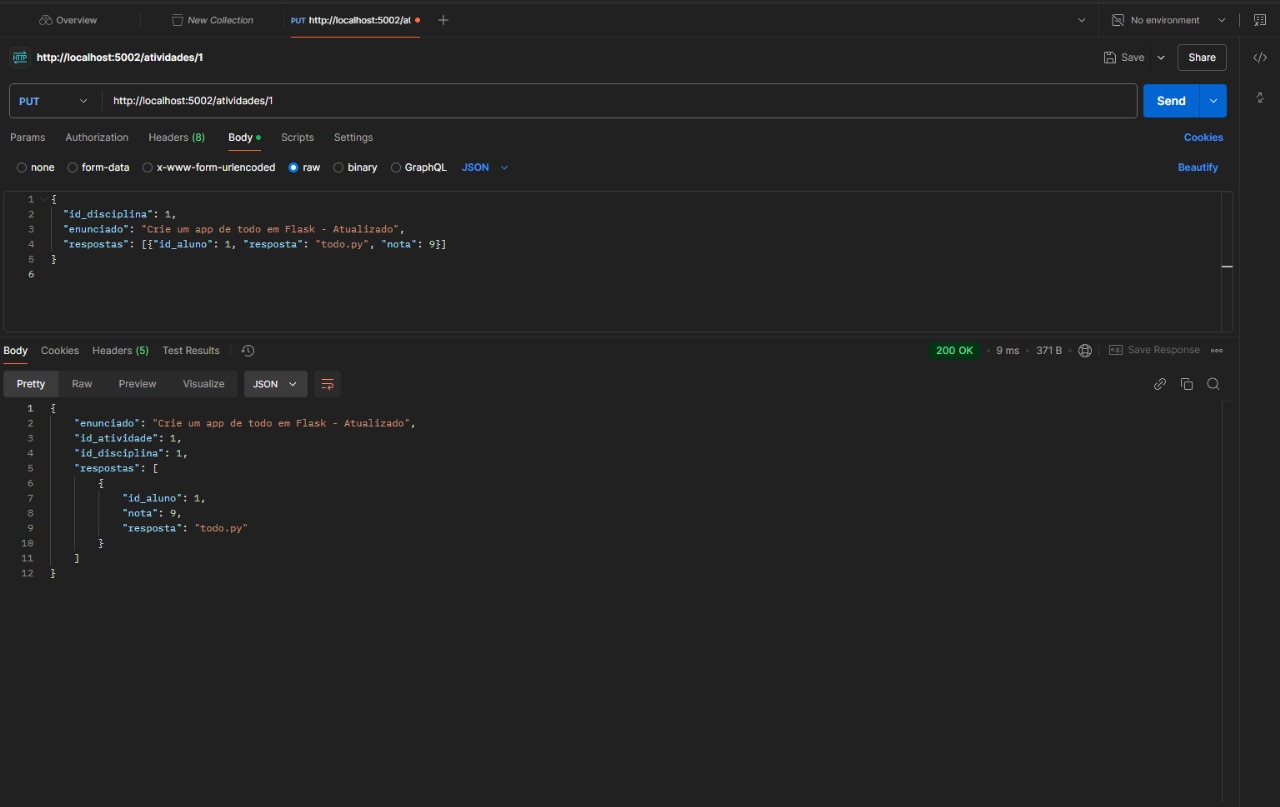 Overview New Collection PUT http://localhost:5002/at No environment
HTTP http://localhost:5002/atividades/1 Save Share
PUT http://localhost:5002/atividades/1 Send
Params Authorization Headers (8) Body Scripts Settings Cookies
none form-data x-www-form-urlencoded raw binary GraphQL JSON Beautify
1 {
2 "id_disciplina": 1,
3 "enunciado": "Crie um app de todo em Flask - Atualizado",
4 "respostas": [{"id_aluno": 1, "resposta": "todo.py", "nota": 9}]
5 }
6
Body Cookies Headers (5) Test Results 200 OK • 9 ms • 371 B • Save Response
Pretty Raw Preview Visualize JSON
1 {
2 "enunciado": "Crie um app de todo em Flask - Atualizado",
3 "id_atividade": 1,
4 "id_disciplina": 1,
5 "respostas": [
6 {
7 "id_aluno": 1,
8 "nota": 9,
9 "resposta": "todo.py"
10 }
11 ]
12 }